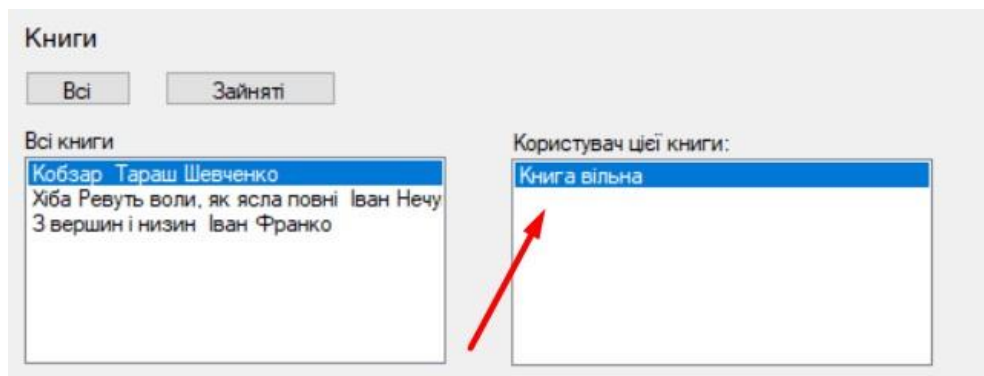 Книги
Всі Зайняті
Всі книги
Кобзар Тараш Шевченко
Хіба Ревуть воли, як ясла повні Іван Нечу
З вершин і низин Іван Франко
Користувач цієї книги:
Книга вільна